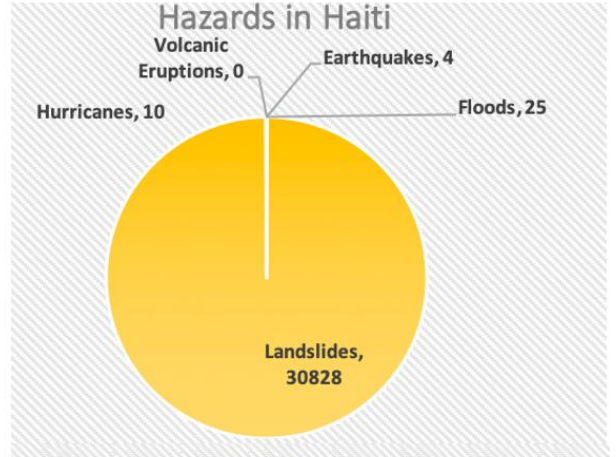 Hazards in Haiti
Volcanic
Eruptions, 0
Earthquakes, 4
Hurricanes, 10
Floods, 25
Landslides,
30828